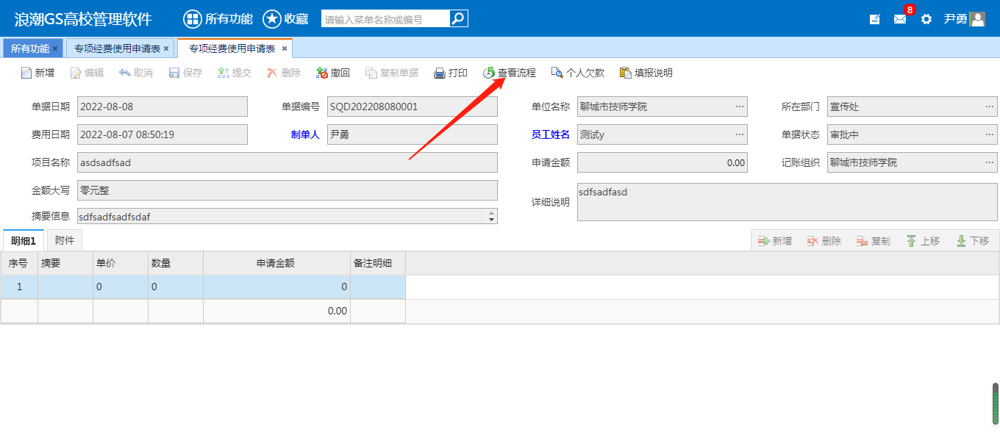 浪潮GS高校管理软件 所有功能 收藏 请输入菜单名称或编号 8 尹勇
所有功能 × 专项经费使用申请表 × 专项经费使用申请表 ×
新增 编辑 取消 保存 提交 删除 撤回 复制单据 打印 查看流程 个人欠款 填报说明
单据日期 2022-08-08 单据编号 SQD202208080001 单位名称 聊城市技师学院 ··· 所在部门 宣传处 ···
费用日期 2022-08-07 08:50:19 制单人 尹勇 员工姓名 测试y ··· 单据状态 审批中 ···
项目名称 asdsadfsad 申请金额 0.00 记账组织 聊城市技师学院 ···
金额大写 零元整 详细说明 sdfsadfasd
摘要信息 sdfsadfsadfsdaf
明细1 附件 新增 删除 复制 上移 下移
序号 摘要 单价 数量 申请金额 备注明细
1 0 0 0
0.00